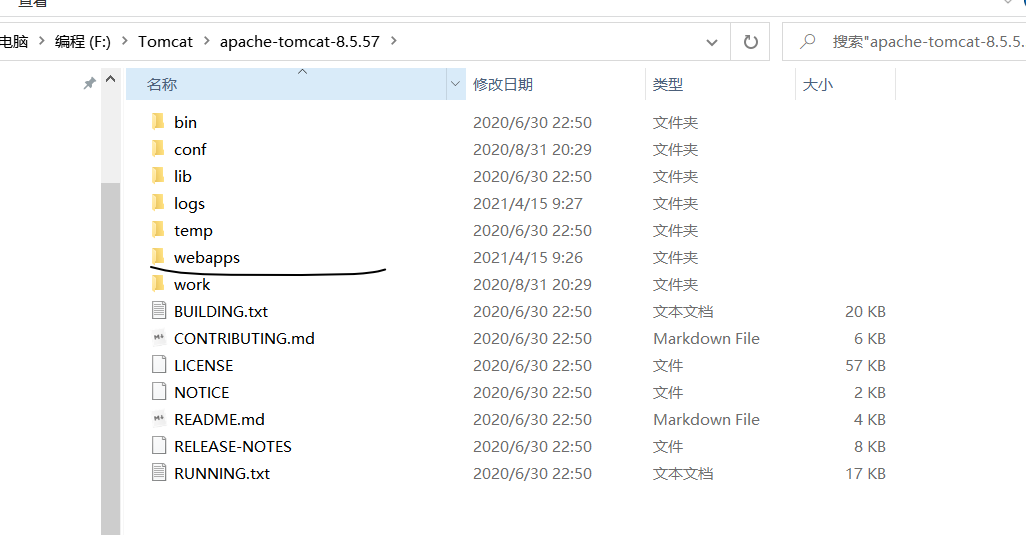 查看
电脑 > 编程 (F:) > Tomcat > apache-tomcat-8.5.57 >
搜索"apache-tomcat-8.5.5.
名称 修改日期 类型 大小
bin 2020/6/30 22:50 文件夹
conf 2020/8/31 20:29 文件夹
lib 2020/6/30 22:50 文件夹
logs 2021/4/15 9:27 文件夹
temp 2020/6/30 22:50 文件夹
webapps 2021/4/15 9:26 文件夹
work 2020/8/31 20:29 文件夹
BUILDING.txt 2020/6/30 22:50 文本文档 20 KB
CONTRIBUTING.md 2020/6/30 22:50 Markdown File 6 KB
LICENSE 2020/6/30 22:50 文件 57 KB
NOTICE 2020/6/30 22:50 文件 2 KB
README.md 2020/6/30 22:50 Markdown File 4 KB
RELEASE-NOTES 2020/6/30 22:50 文件 8 KB
RUNNING.txt 2020/6/30 22:50 文本文档 17 KB